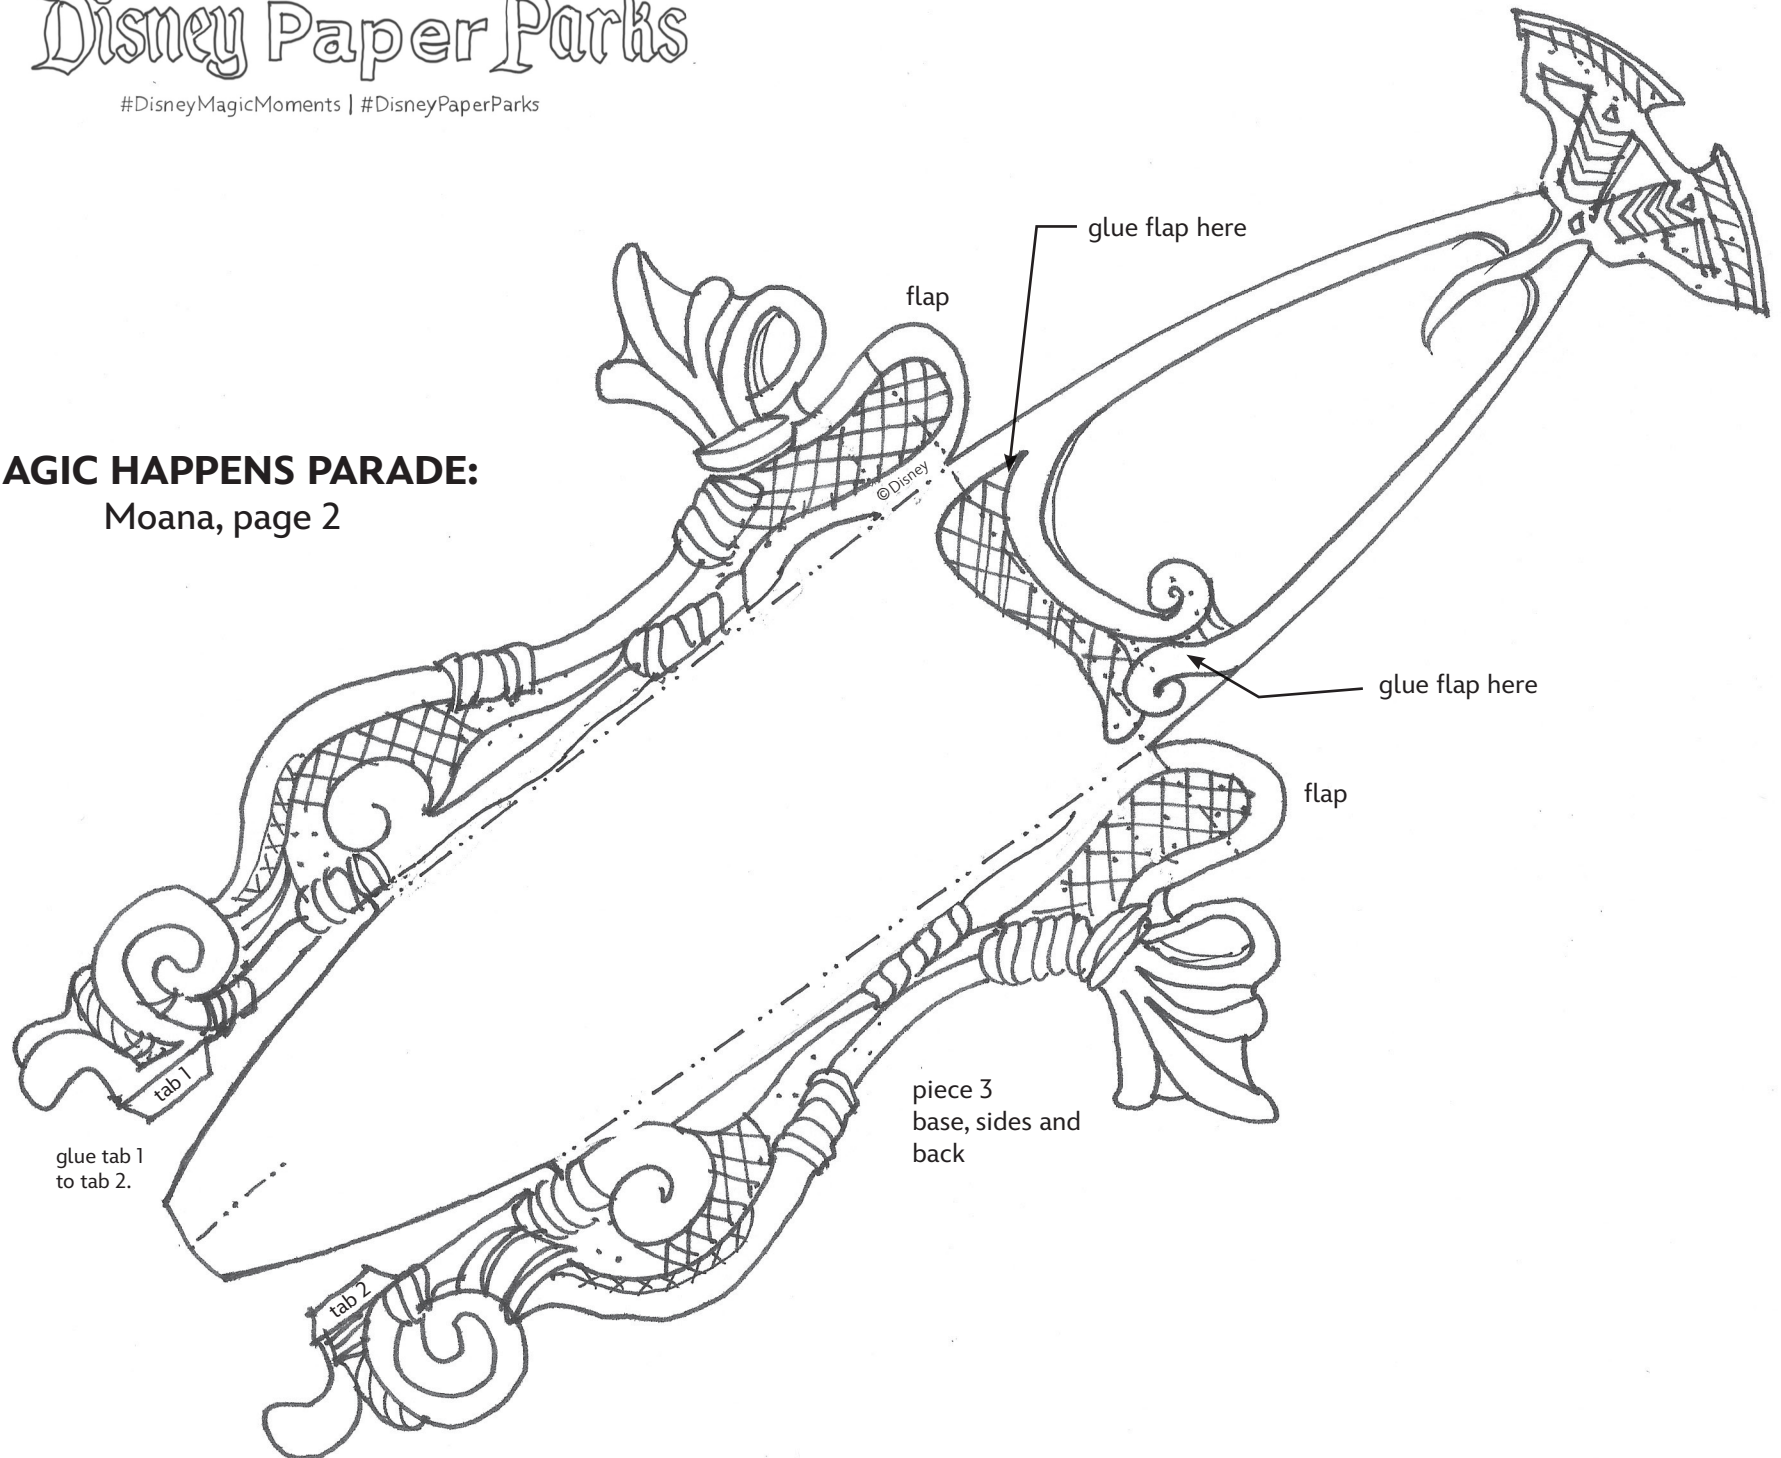 Disney Paper Parks
#DisneyMagicMoments | #DisneyPaperParks
glue flap here
flap
AGIC HAPPENS PARADE:
Moana, page 2
©Disney
glue flap here
flap
tab 1
piece 3
base, sides and
back
glue tab 1
to tab 2.
tab 2